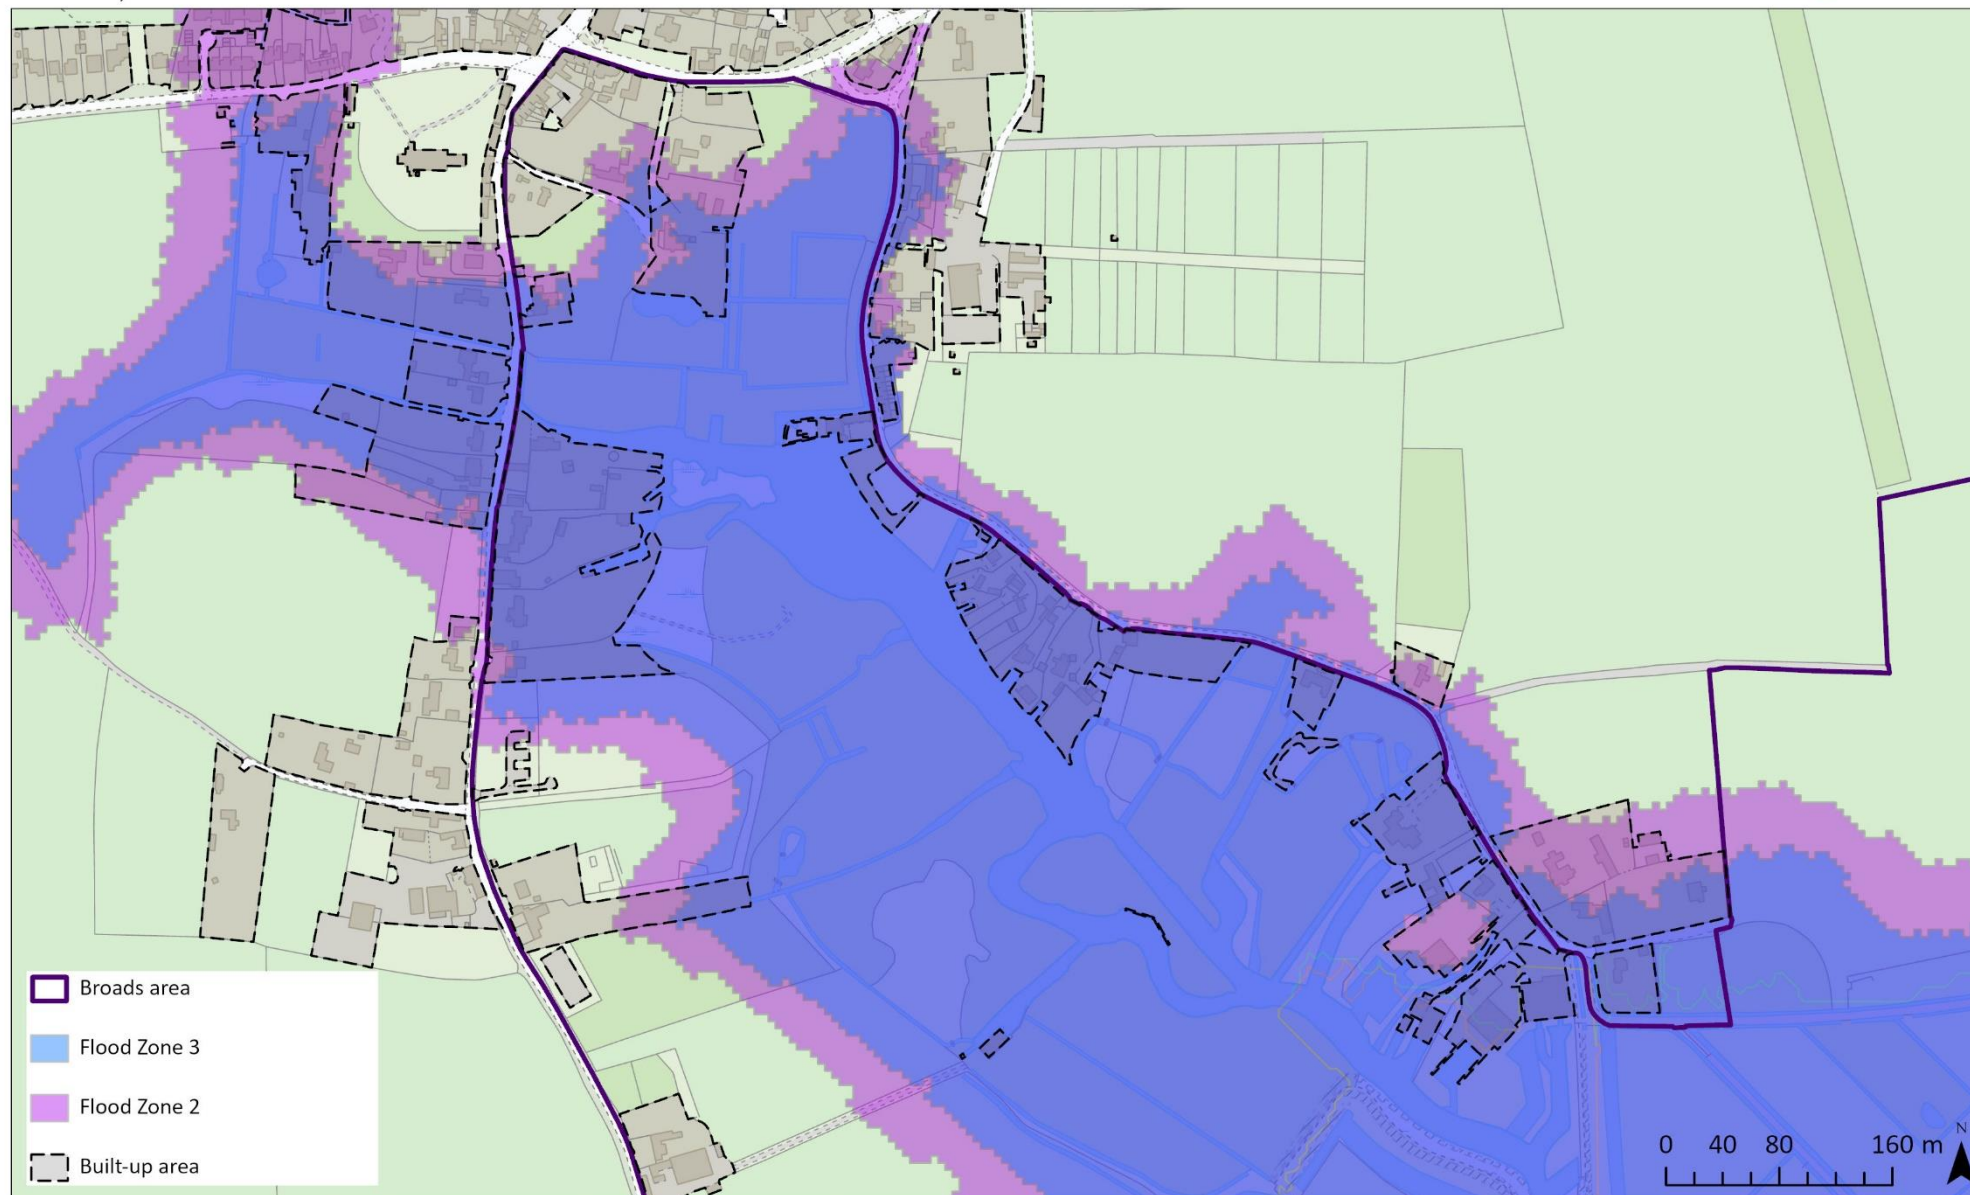 Broads area
Flood Zone 3
Flood Zone 2
Built-up area
0 40 80 160 m
N